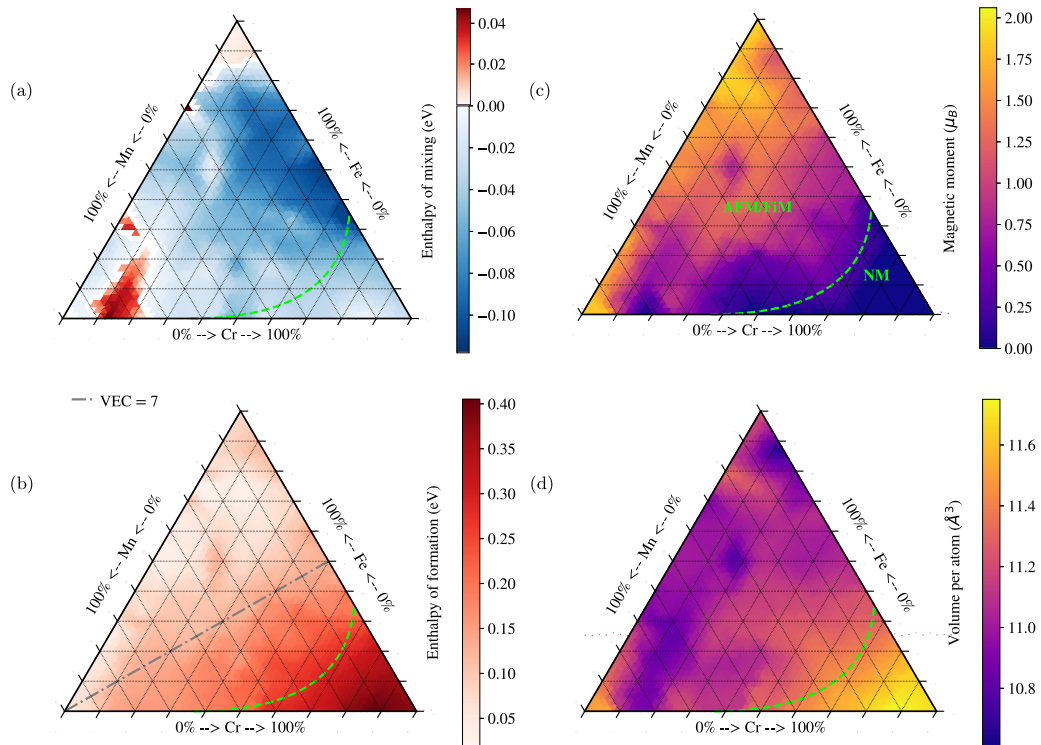 (a)
100% <-- Mn <-- 0%
100% <-- Fe <-- 0%
0% --> Cr --> 100%
0.04
0.02
0.00
−0.02
−0.04
−0.06
−0.08
−0.10
Enthalpy of mixing (eV)
(c)
100% <-- Mn <-- 0%
100% <-- Fe <-- 0%
0% --> Cr --> 100%
AFM/FiM
NM
2.00
1.75
1.50
1.25
1.00
0.75
0.50
0.25
0.00
Magnetic moment (μB)
VEC = 7
(b)
100% <-- Mn <-- 0%
100% <-- Fe <-- 0%
0% --> Cr --> 100%
0.40
0.35
0.30
0.25
0.20
0.15
0.10
0.05
Enthalpy of formation (eV)
(d)
100% <-- Mn <-- 0%
100% <-- Fe <-- 0%
0% --> Cr --> 100%
11.6
11.4
11.2
11.0
10.8
Volume per atom (Å³)